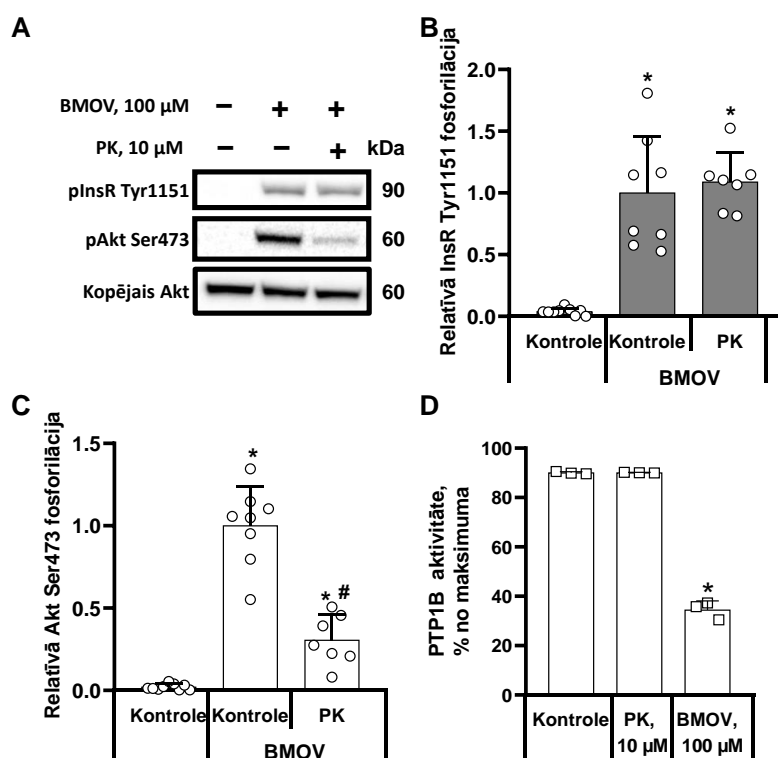 A
BMOV, 100 µM – + +
PK, 10 µM – – + kDa
pInsR Tyr1151 90
pAkt Ser473 60
Kopējais Akt 60
B
Relatīvā InsR Tyr1151 fosforilācija
2.0
1.5
1.0
0.5
0.0
* *
Kontrole Kontrole PK
BMOV
C
Relatīvā Akt Ser473 fosforilācija
1.5
1.0
0.5
0.0
* * #
Kontrole Kontrole PK
BMOV
D
PTP1B aktivitāte,
% no maksimuma
100
80
60
40
20
0
*
Kontrole PK, BMOV,
10 µM 100 µM